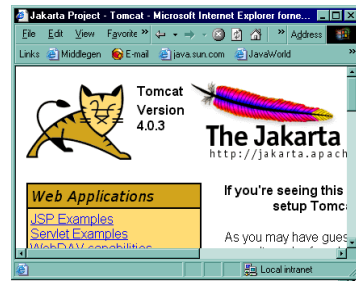 Jakarta Project - Tomcat - Microsoft Internet Explorer forne...
File Edit View Favorite » » Address
Links Middlegen E-mail java.sun.com JavaWorld »
Tomcat
Version
4.0.3
The Jakarta
http://jakarta.apach
Web Applications
JSP Examples
Servlet Examples
WebDAV capabilities
If you're seeing this
setup Tomca
As you may have gues
Local intranet